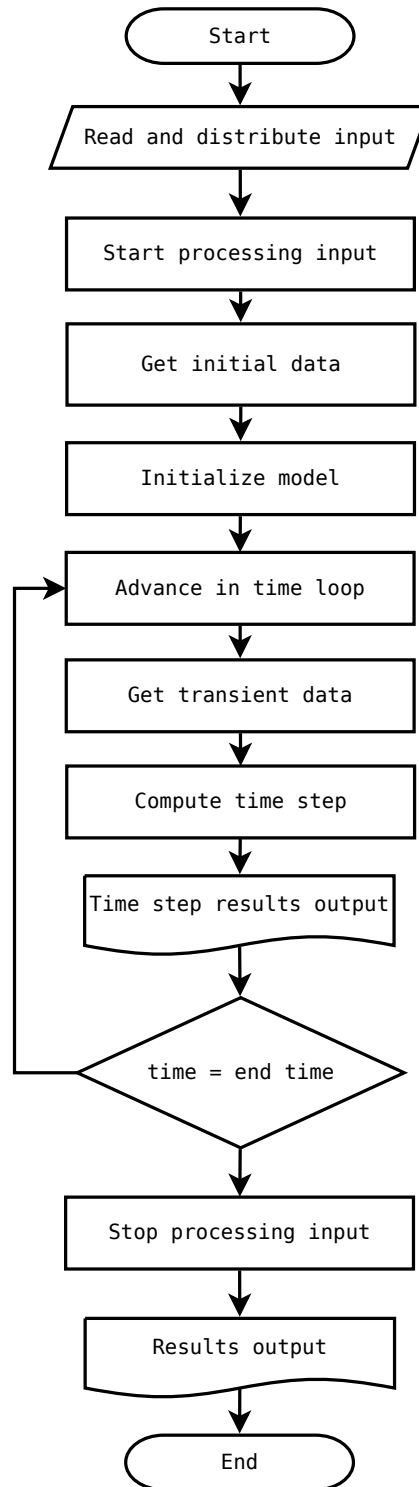 Start
Read and distribute input
Start processing input
Get initial data
Initialize model
Advance in time loop
Get transient data
Compute time step
Time step results output
time = end time
Stop processing input
Results output
End